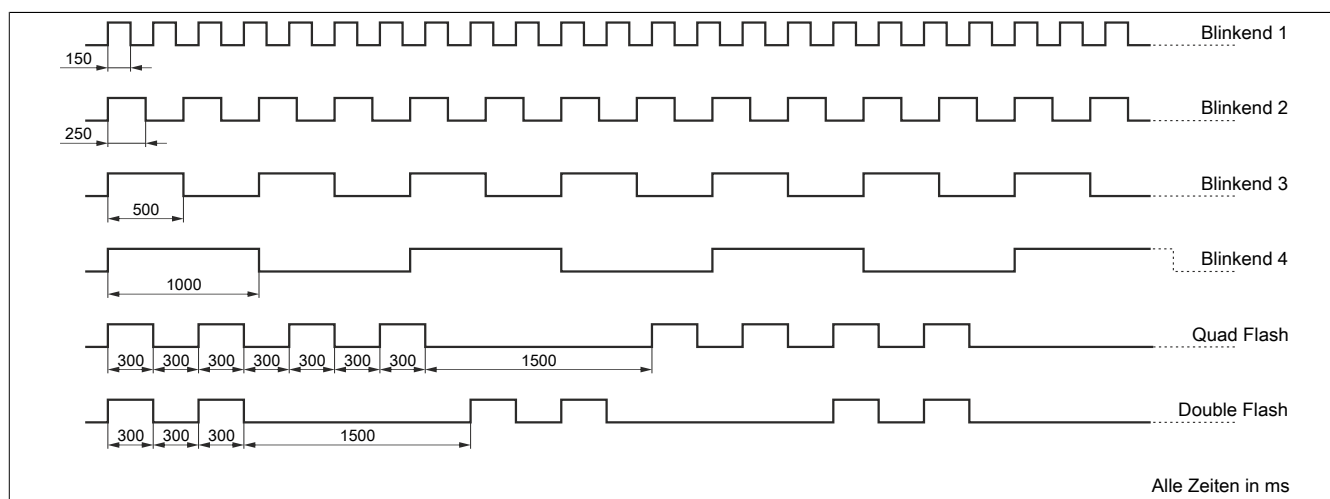 Blinkend 1
150
Blinkend 2
250
Blinkend 3
500
Blinkend 4
1000
Quad Flash
300 300 300 300 300 300 300 1500
Double Flash
300 300 300 1500
Alle Zeiten in ms